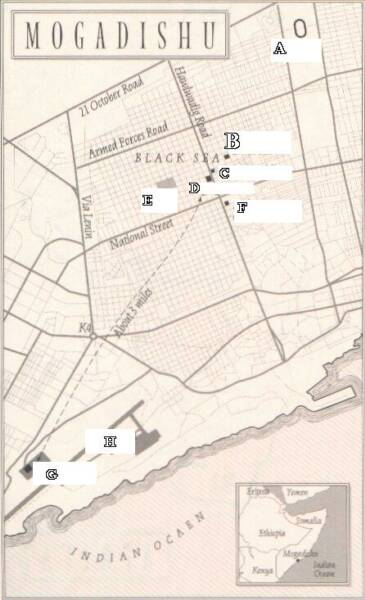 MOGADISHU
A
21 October Road
Hawlwadig Road
Armed Forces Road
B
BLACK SEA
C
D
E
F
Via Lenin
National Street
About 3 miles
K4
H
G
INDIAN OCAEN
Eritrea
Yemen
Somalia
Ethiopia
Mogadishu
Kenya
Indian
Ocean